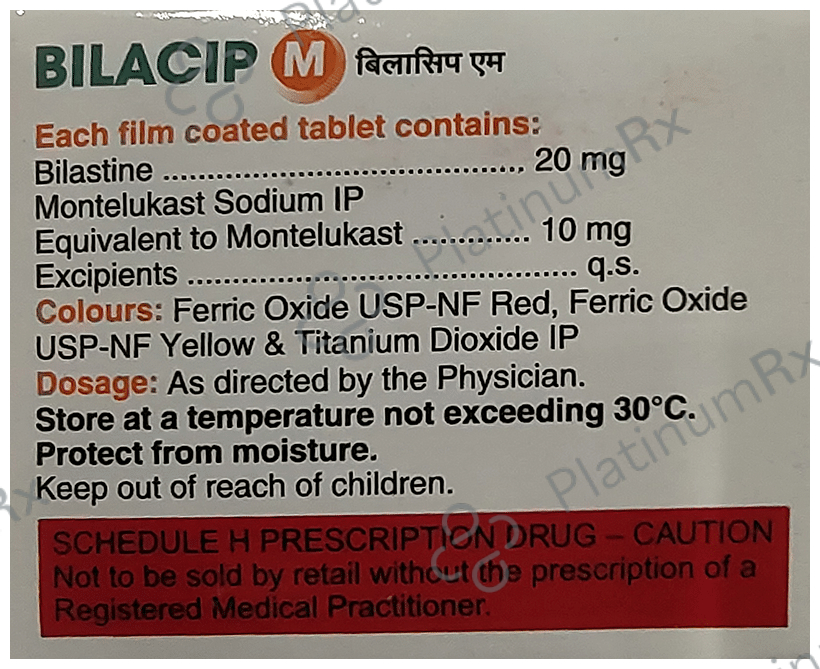 BILACIP M बिलासिप एम
Each film coated tablet contains:
Bilastine ........................................, 20 mg
Montelukast Sodium IP
Equivalent to Montelukast ............. 10 mg
Excipients ........................................... q.s.
Colours: Ferric Oxide USP-NF Red, Ferric Oxide
USP-NF Yellow & Titanium Dioxide IP
Dosage: As directed by the Physician.
Store at a temperature not exceeding 30°C.
Protect from moisture.
Keep out of reach of children.
SCHEDULE H PRESCRIPTION DRUG – CAUTION
Not to be sold by retail without the prescription of a
Registered Medical Practitioner.
PlatinumRx
PlatinumRx